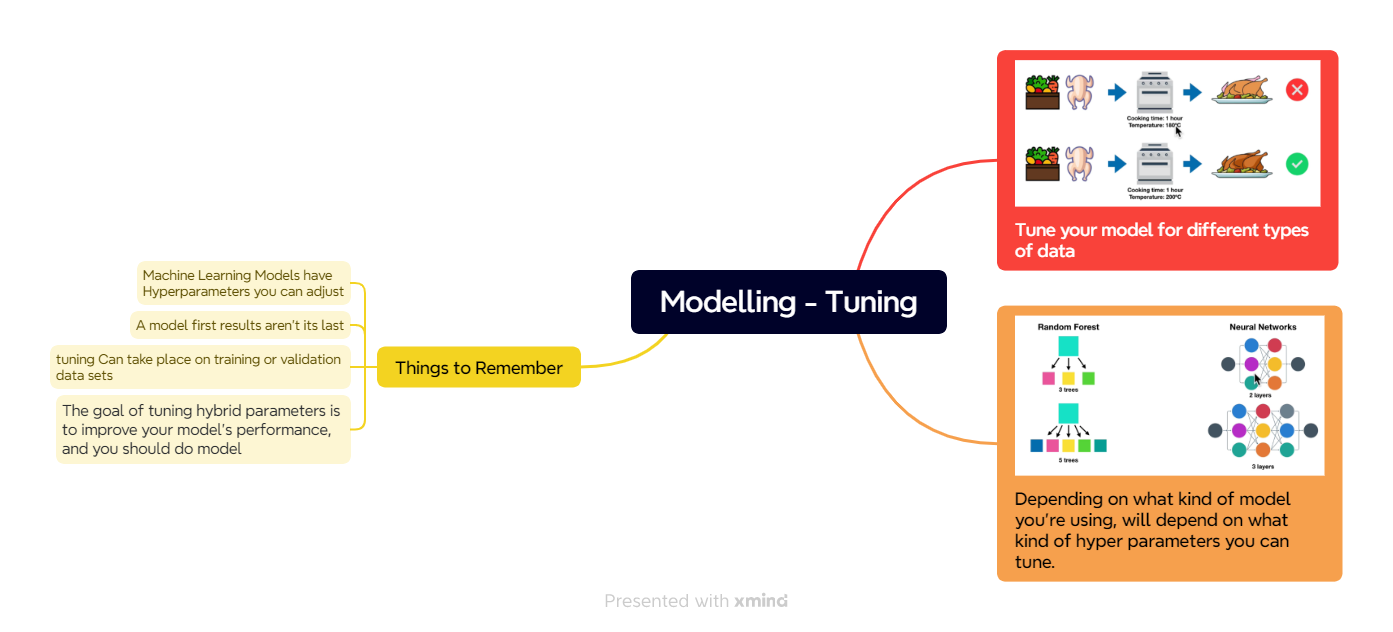 Modelling - Tuning
Cooking time: 1 hour
Temperature: 180°C
Cooking time: 1 hour
Temperature: 200°C
Tune your model for different types
of data
Random Forest
Neural Networks
3 trees
2 layers
5 trees
3 layers
Depending on what kind of model
you're using, will depend on what
kind of hyper parameters you can
tune.
Things to Remember
Machine Learning Models have
Hyperparameters you can adjust
A model first results aren't its last
tuning Can take place on training or validation
data sets
The goal of tuning hybrid parameters is
to improve your model's performance,
and you should do model
Presented with xmind